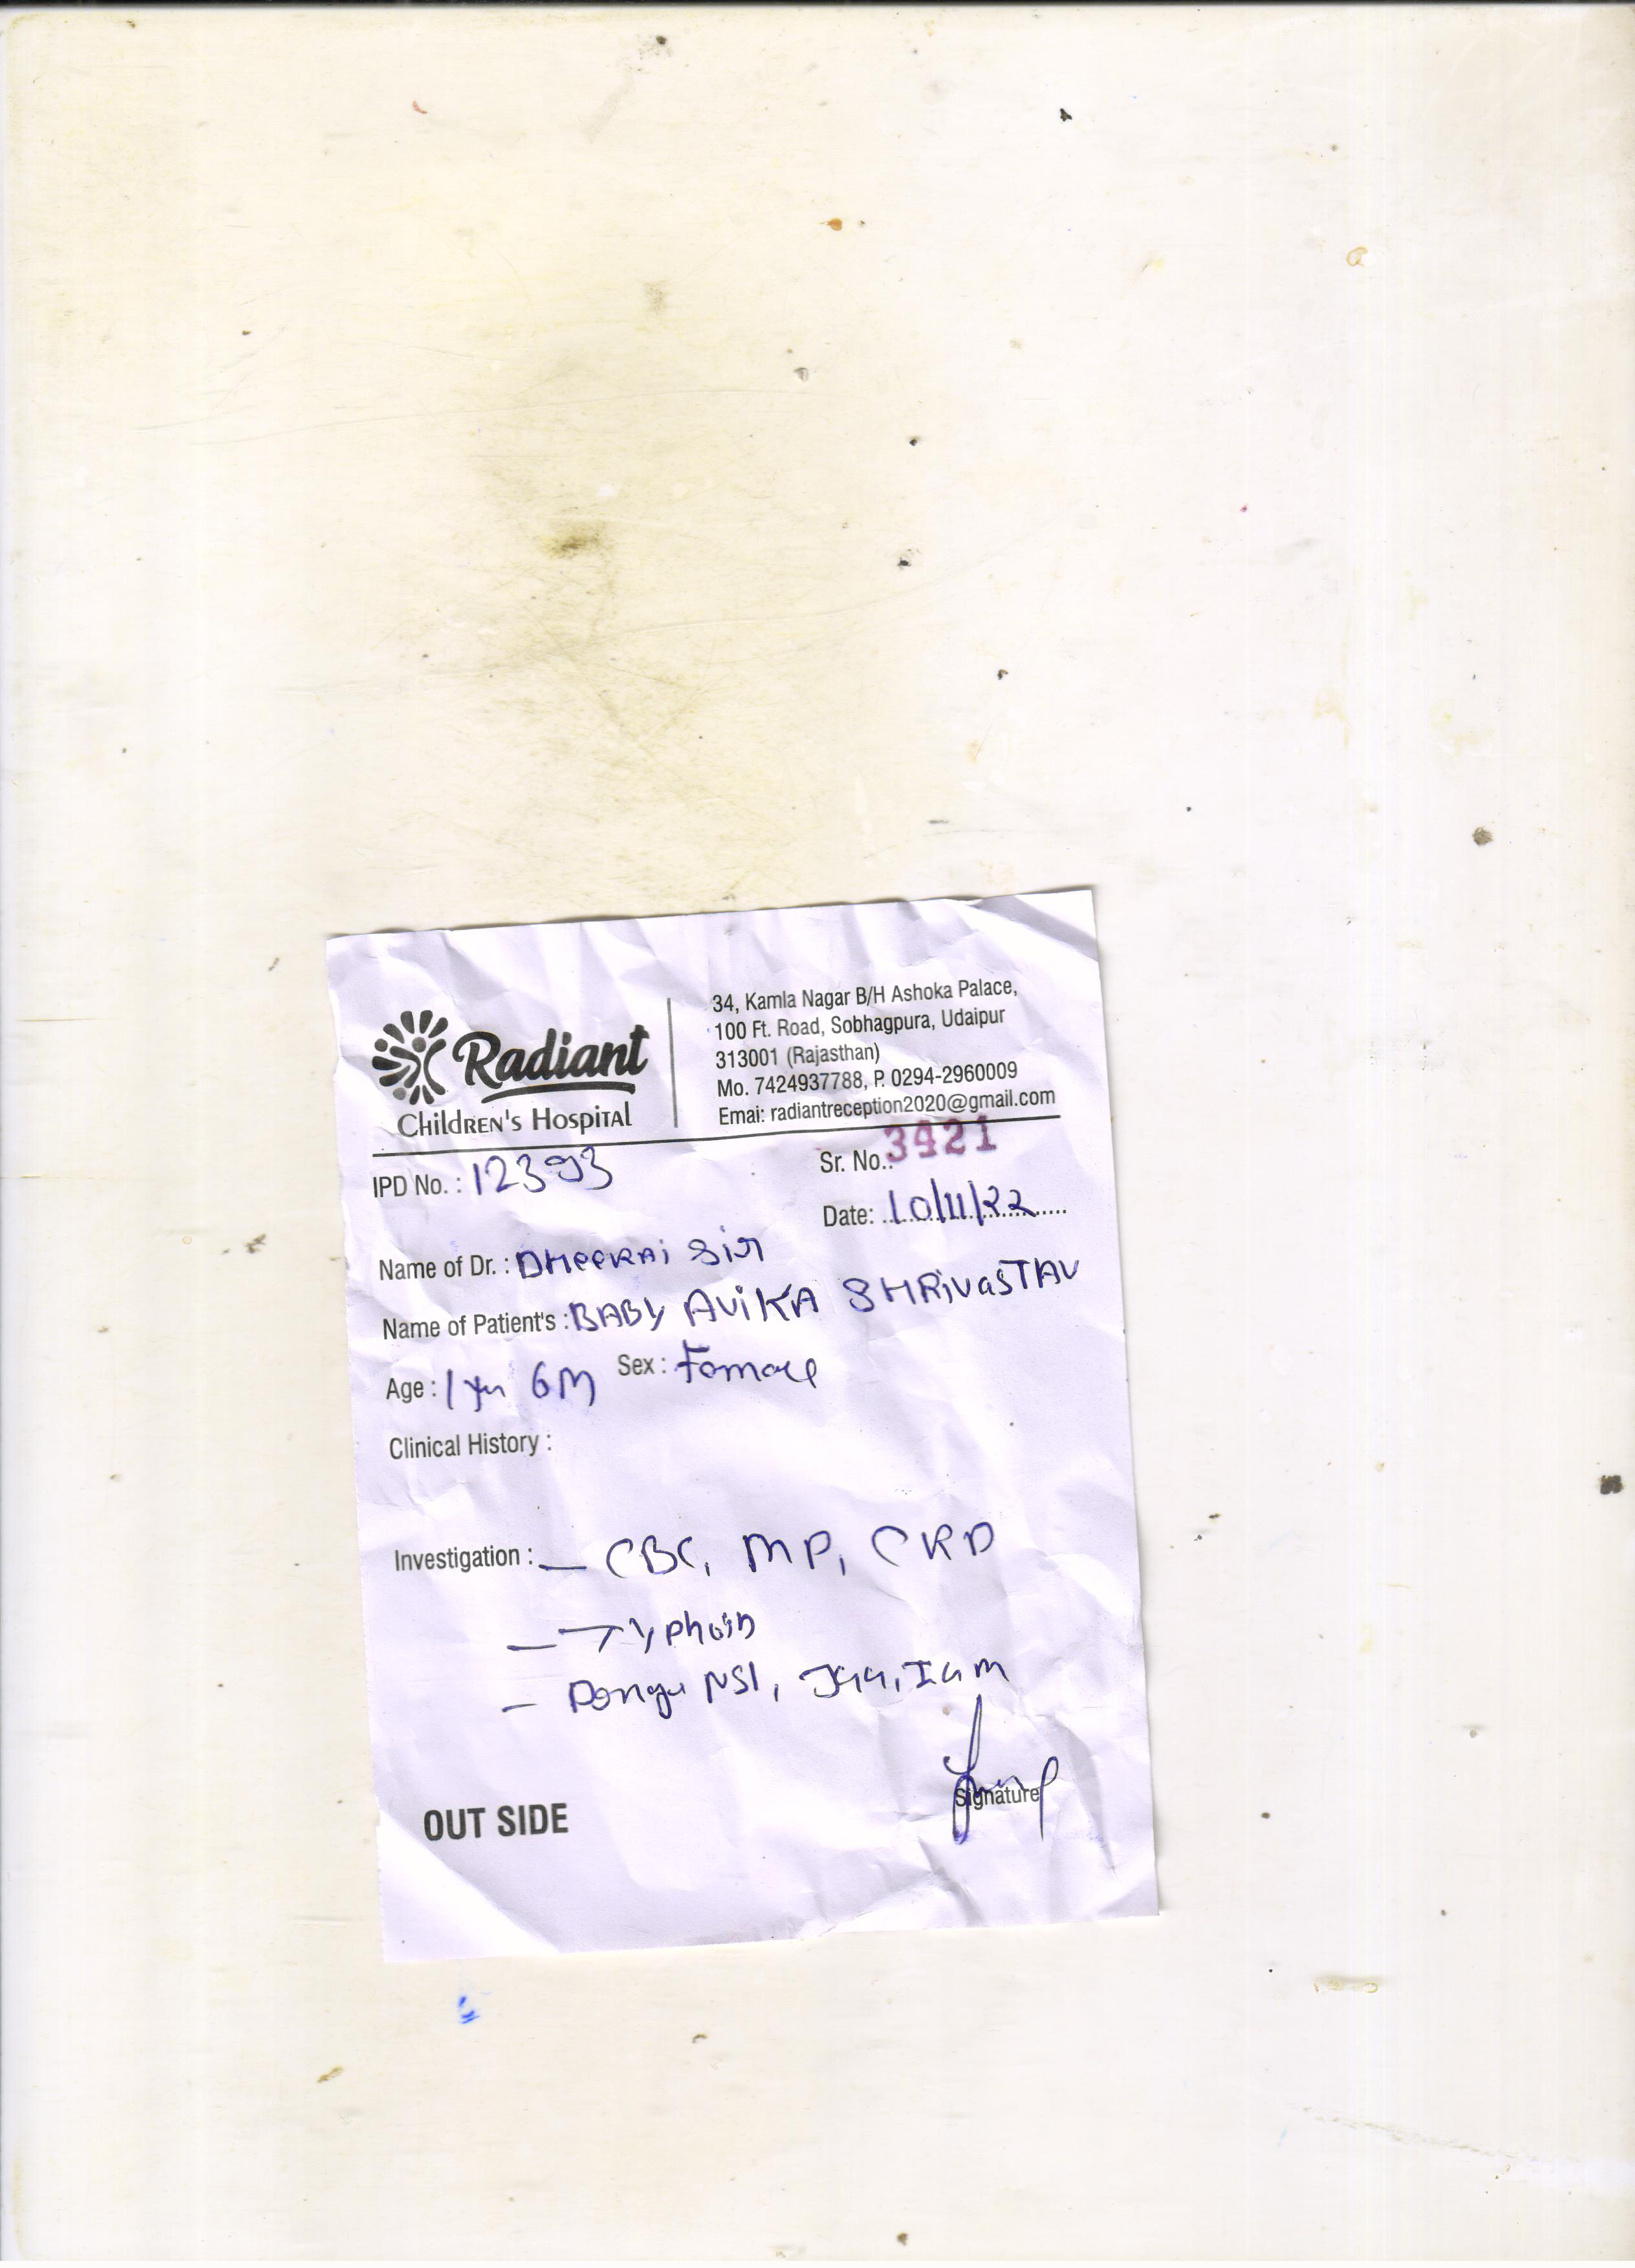 Radiant
Children's Hospital
34, Kamla Nagar B/H Ashoka Palace,
100 Ft. Road, Sobhagpura, Udaipur
313001 (Rajasthan)
Mo. 7424937788, P. 0294-2960009
Emai: radiantreception2020@gmail.com
IPD No. : 12393
Sr. No.: 3421
Date: 10/11/22
Name of Dr. : DHEERAj Sir
Name of Patient's : BABY AViKA SHRivaSTAV
Age : 1 yr 6M Sex : Female
Clinical History :
Investigation : — CBC, MP, CRP
— Typhoid
— Dengu NS1, Igg, IgM
Signature
OUT SIDE